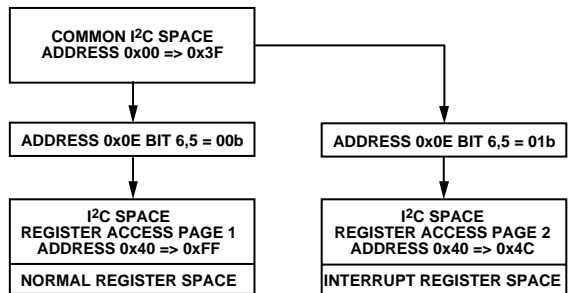 COMMON I²C SPACE
ADDRESS 0x00 => 0x3F
ADDRESS 0x0E BIT 6,5 = 00b
ADDRESS 0x0E BIT 6,5 = 01b
I²C SPACE
REGISTER ACCESS PAGE 1
ADDRESS 0x40 => 0xFF
NORMAL REGISTER SPACE
I²C SPACE
REGISTER ACCESS PAGE 2
ADDRESS 0x40 => 0x4C
INTERRUPT REGISTER SPACE